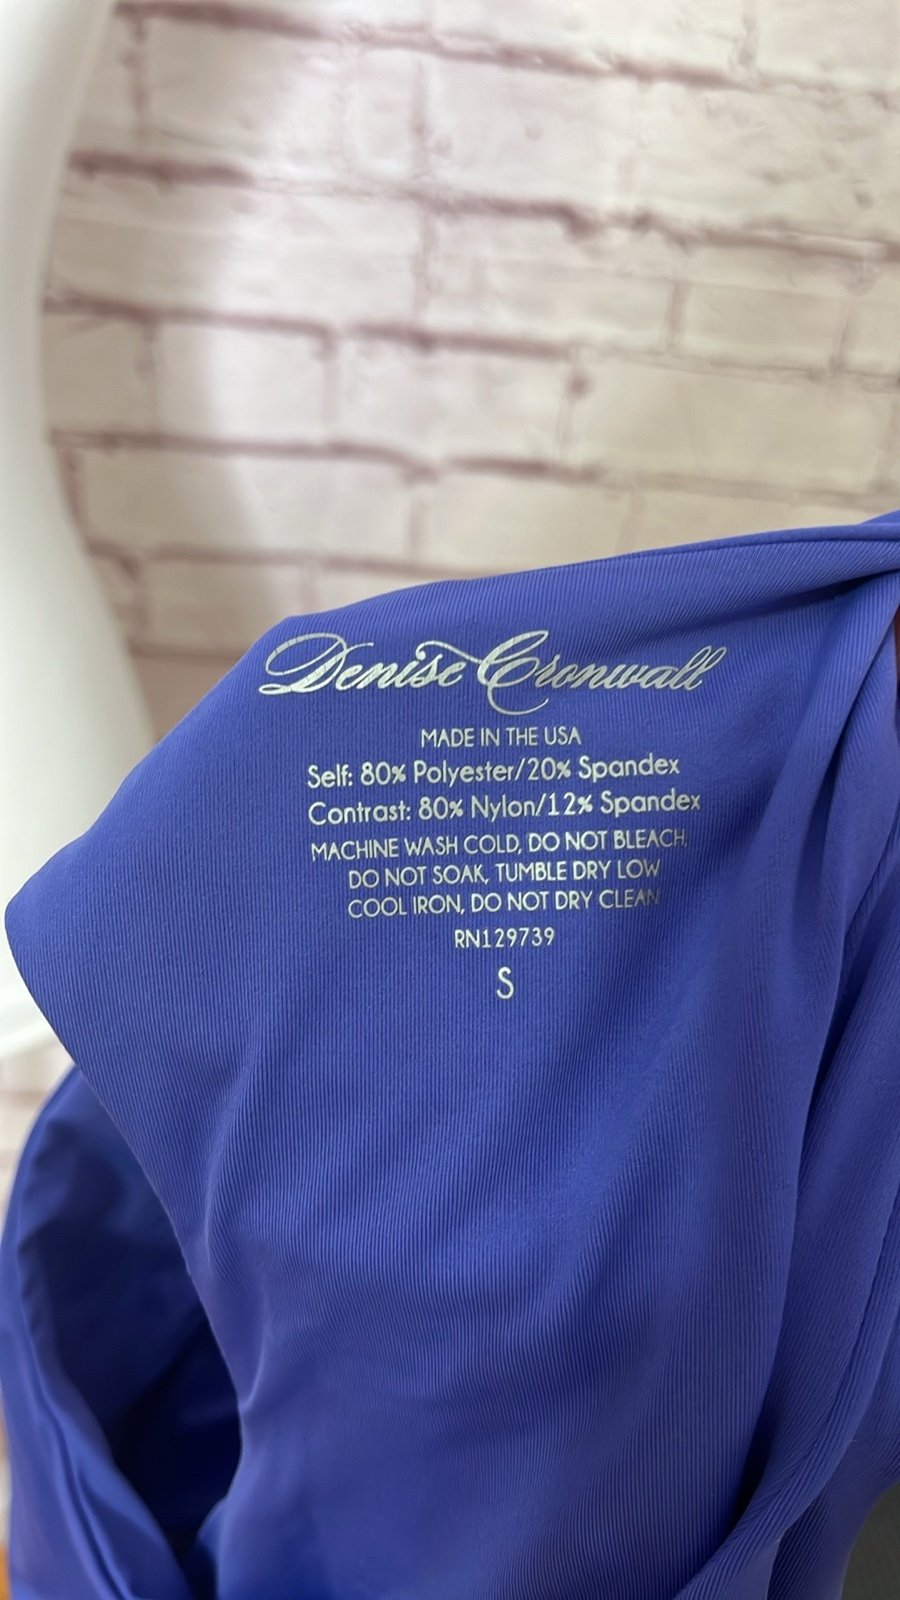 Denise Cronwall
MADE IN THE USA
Self: 80% Polyester/20% Spandex
Contrast: 80% Nylon/12% Spandex
MACHINE WASH COLD, DO NOT BLEACH,
DO NOT SOAK, TUMBLE DRY LOW
COOL IRON, DO NOT DRY CLEAN
RN129739
S